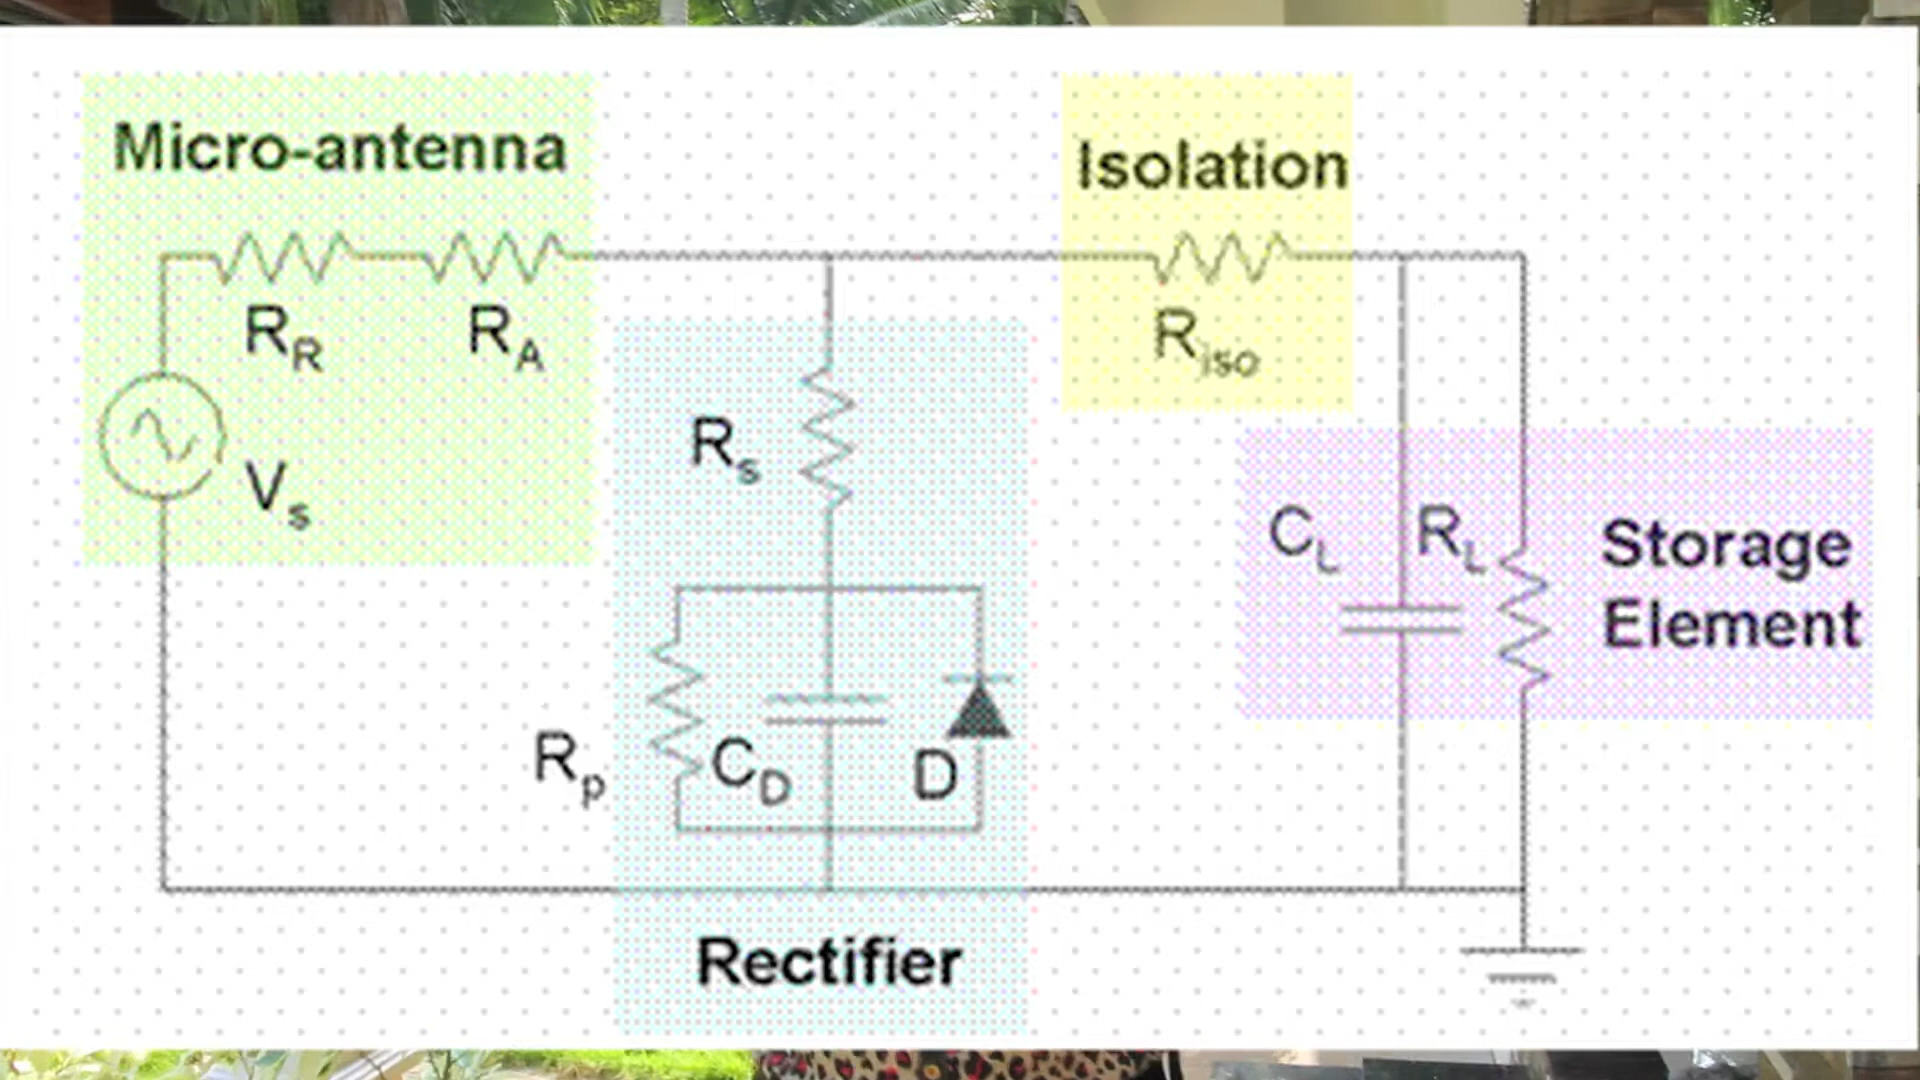 Micro-antenna
Isolation
R_R
R_A
R_iso
V_s
R_s
C_L
R_L
Storage
Element
R_p
C_D
D
Rectifier